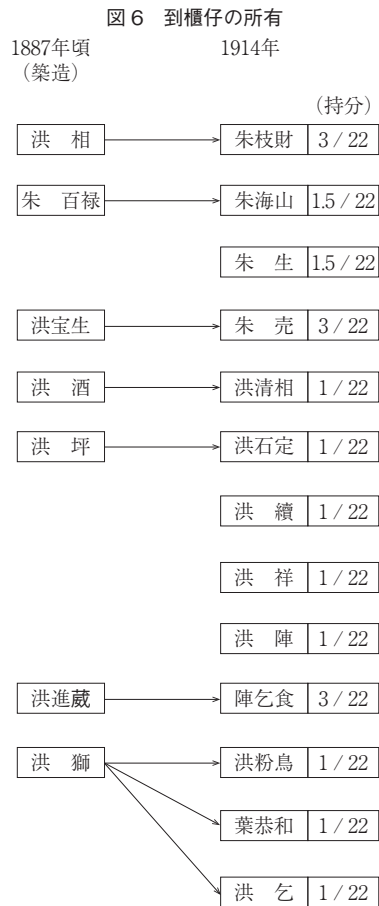 図６　到櫃仔の所有
1887年頃　1914年
（築造）
（持分）
洪　相　朱枝財　3 / 22
朱　百禄　朱海山　1.5 / 22
朱　生　1.5 / 22
洪宝生　朱　売　3 / 22
洪　酒　洪清相　1 / 22
洪　坪　洪石定　1 / 22
洪　續　1 / 22
洪　祥　1 / 22
洪　陣　1 / 22
洪進蕆　陣乞食　3 / 22
洪　獅　洪粉鳥　1 / 22
葉恭和　1 / 22
洪　乞　1 / 22